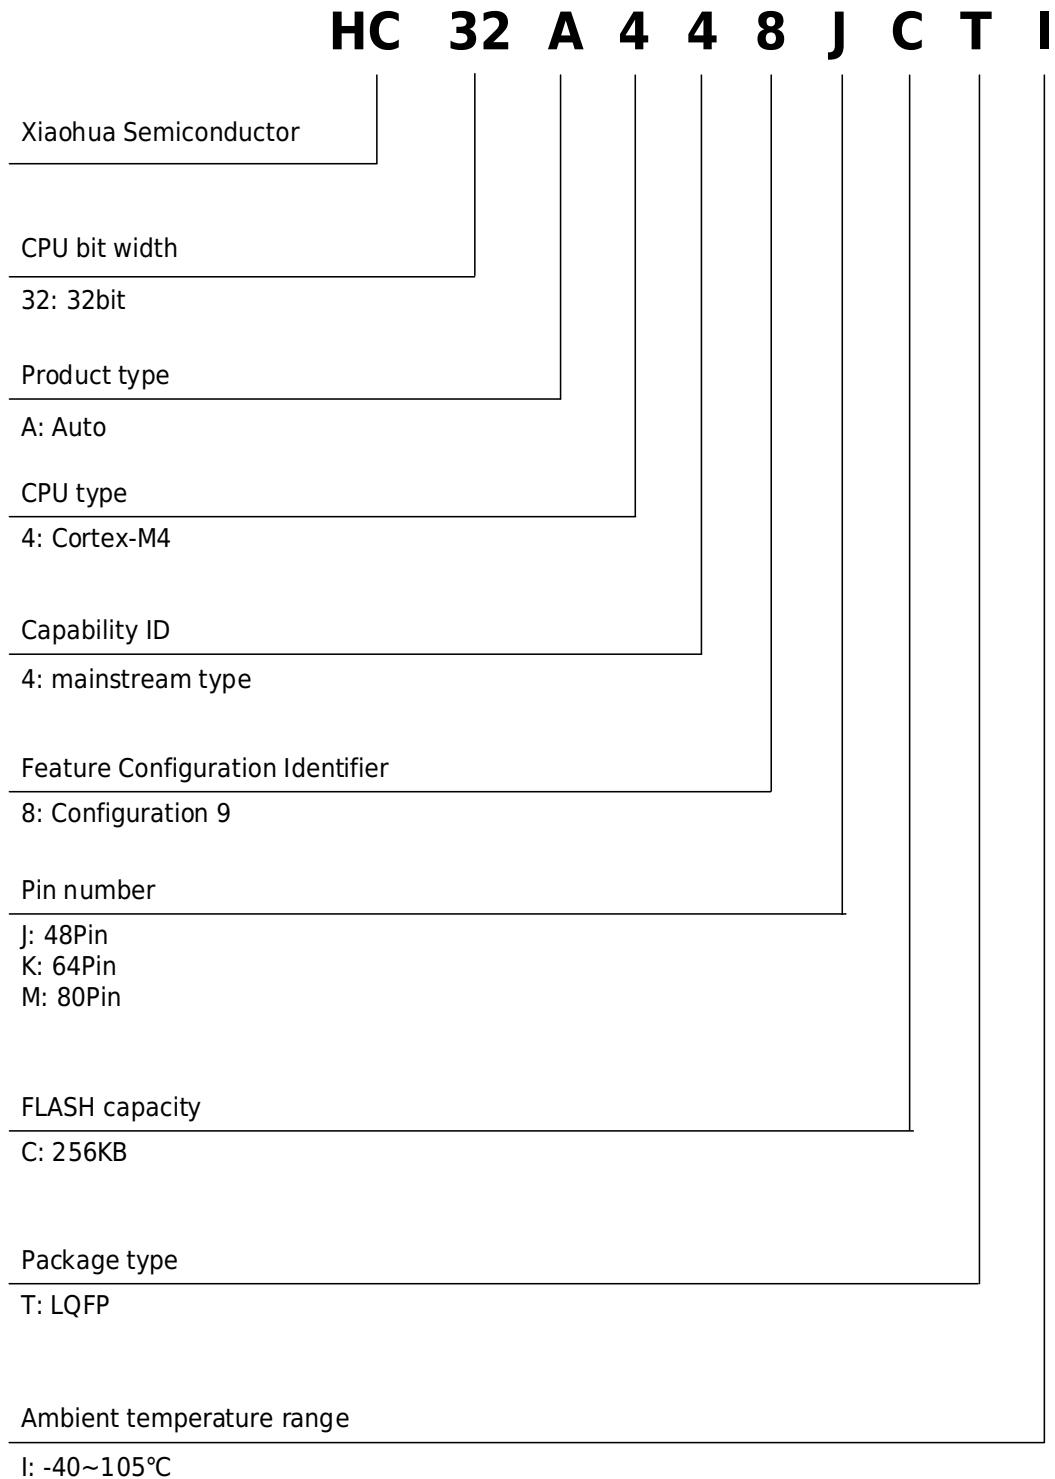 HC 32 A 4 4 8 J C T I
Xiaohua Semiconductor
CPU bit width
32: 32bit
Product type
A: Auto
CPU type
4: Cortex-M4
Capability ID
4: mainstream type
Feature Configuration Identifier
8: Configuration 9
Pin number
J: 48Pin
K: 64Pin
M: 80Pin
FLASH capacity
C: 256KB
Package type
T: LQFP
Ambient temperature range
I: -40~105℃